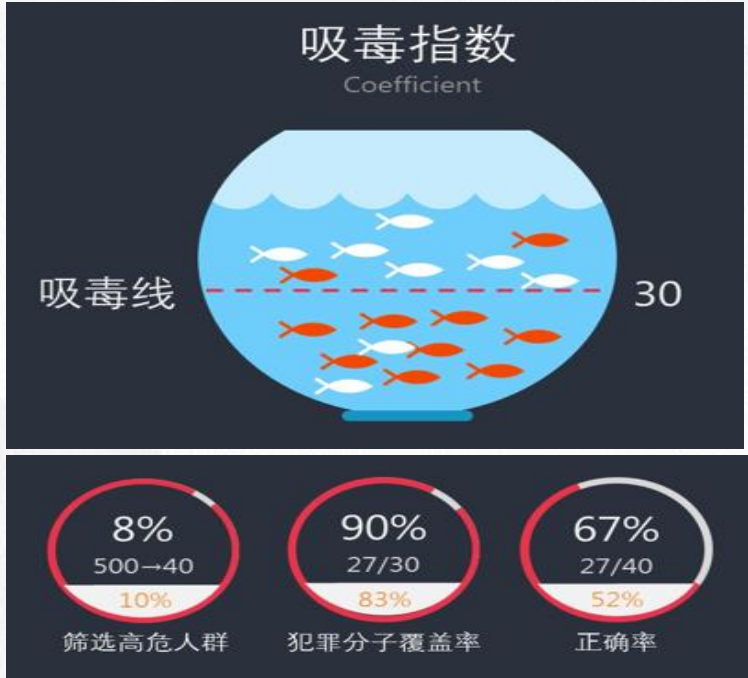 吸毒指数
Coefficient
吸毒线
30
8%
500→40
10%
筛选高危人群
90%
27/30
83%
犯罪分子覆盖率
67%
27/40
52%
正确率